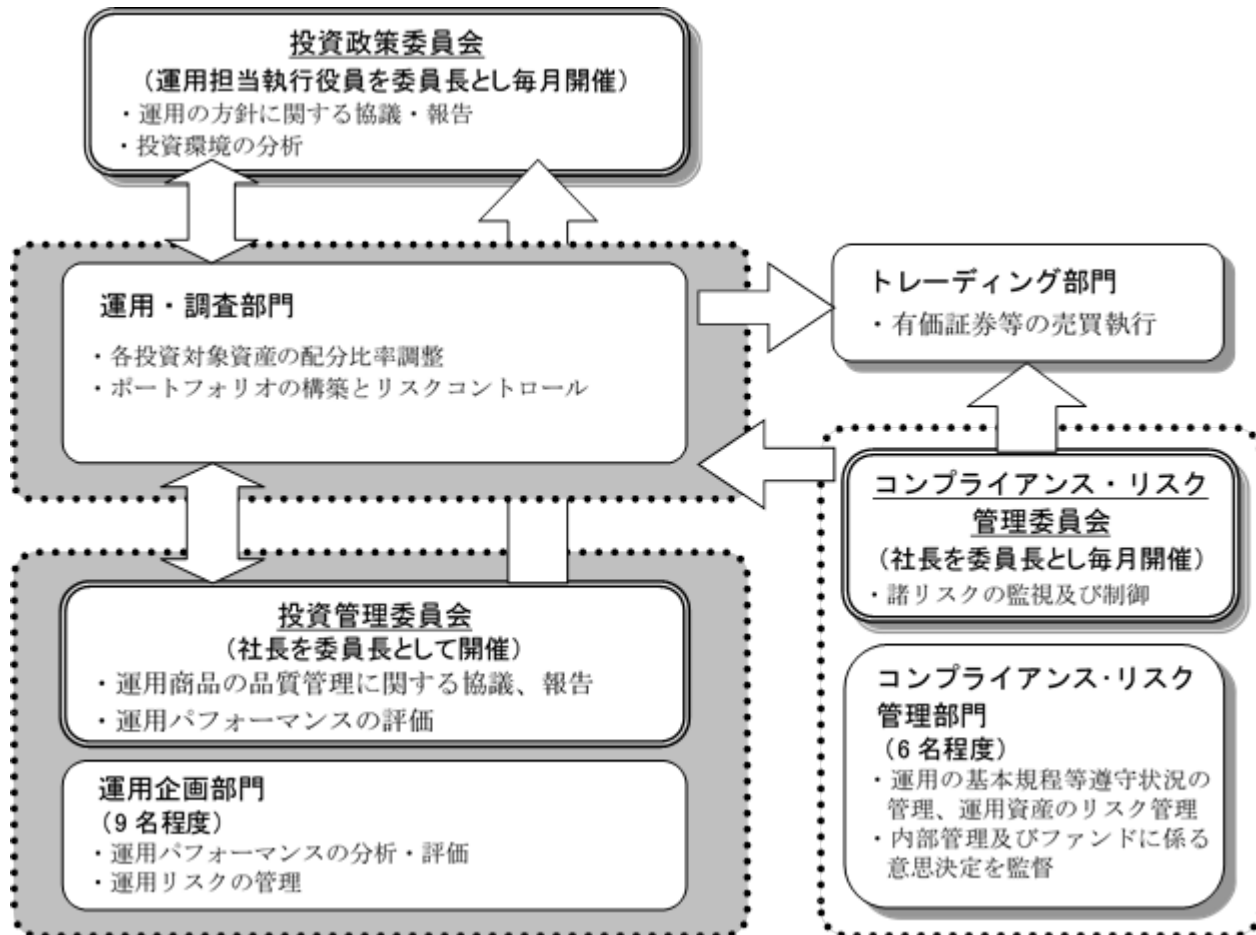 投資政策委員会
（運用担当執行役員を委員長とし毎月開催）
・運用の方針に関する協議・報告
・投資環境の分析
運用・調査部門
・各投資対象資産の配分比率調整
・ポートフォリオの構築とリスクコントロール
トレーディング部門
・有価証券等の売買執行
コンプライアンス・リスク
管理委員会
（社長を委員長とし毎月開催）
・諸リスクの監視及び制御
投資管理委員会
（社長を委員長として開催）
・運用商品の品質管理に関する協議、報告
・運用パフォーマンスの評価
運用企画部門
（9 名程度）
・運用パフォーマンスの分析・評価
・運用リスクの管理
コンプライアンス・リスク
管理部門
（6 名程度）
・運用の基本規程等遵守状況の
管理、運用資産のリスク管理
・内部管理及びファンドに係る
意思決定を監督